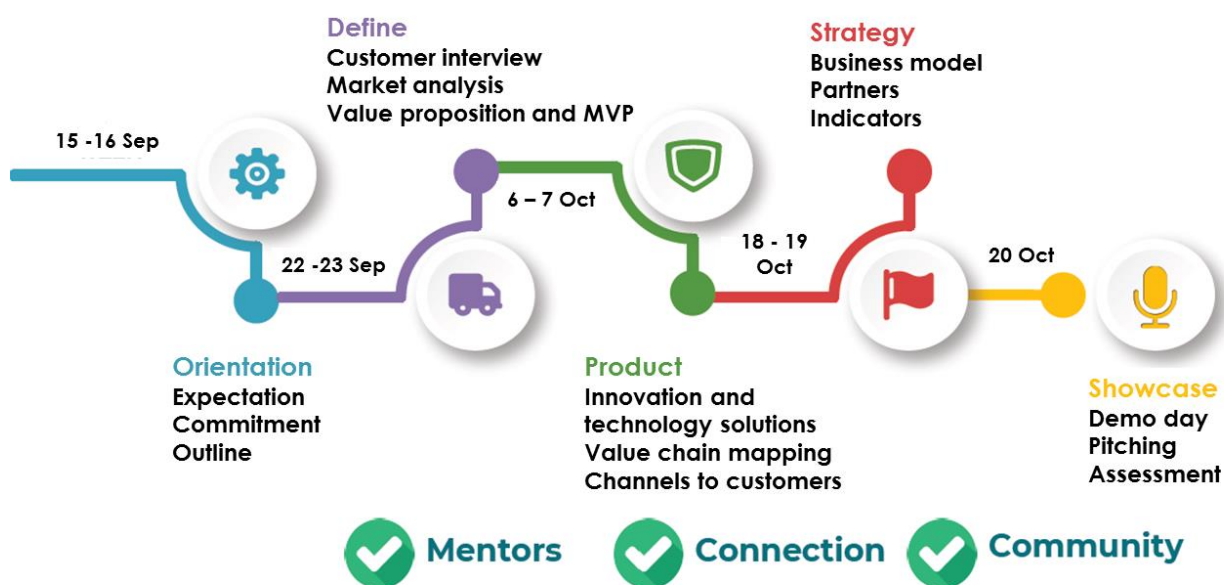 Define
Customer interview
Market analysis
Value proposition and MVP
Strategy
Business model
Partners
Indicators
15 -16 Sep
6 – 7 Oct
22 -23 Sep
18 - 19
Oct
20 Oct
Orientation
Expectation
Commitment
Outline
Product
Innovation and
technology solutions
Value chain mapping
Channels to customers
Showcase
Demo day
Pitching
Assessment
Mentors
Connection
Community